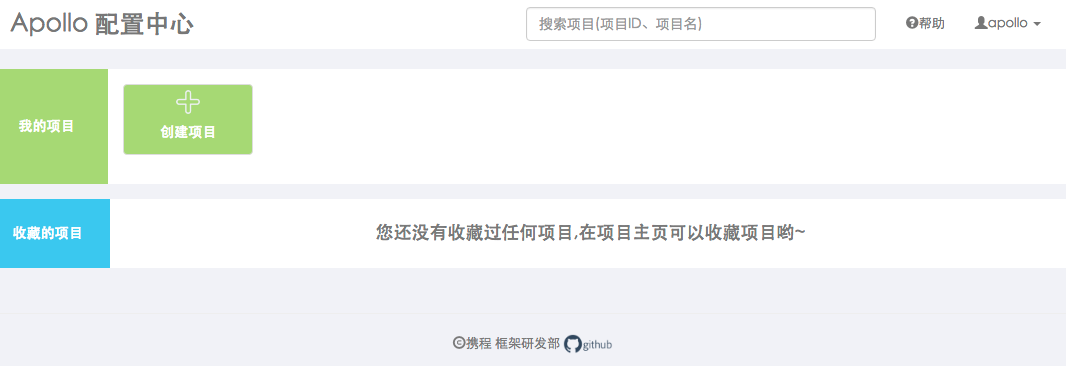 Apollo 配置中心
搜索项目(项目ID、项目名)
帮助
apollo
我的项目
创建项目
收藏的项目
您还没有收藏过任何项目,在项目主页可以收藏项目哟~
©携程 框架研发部 github